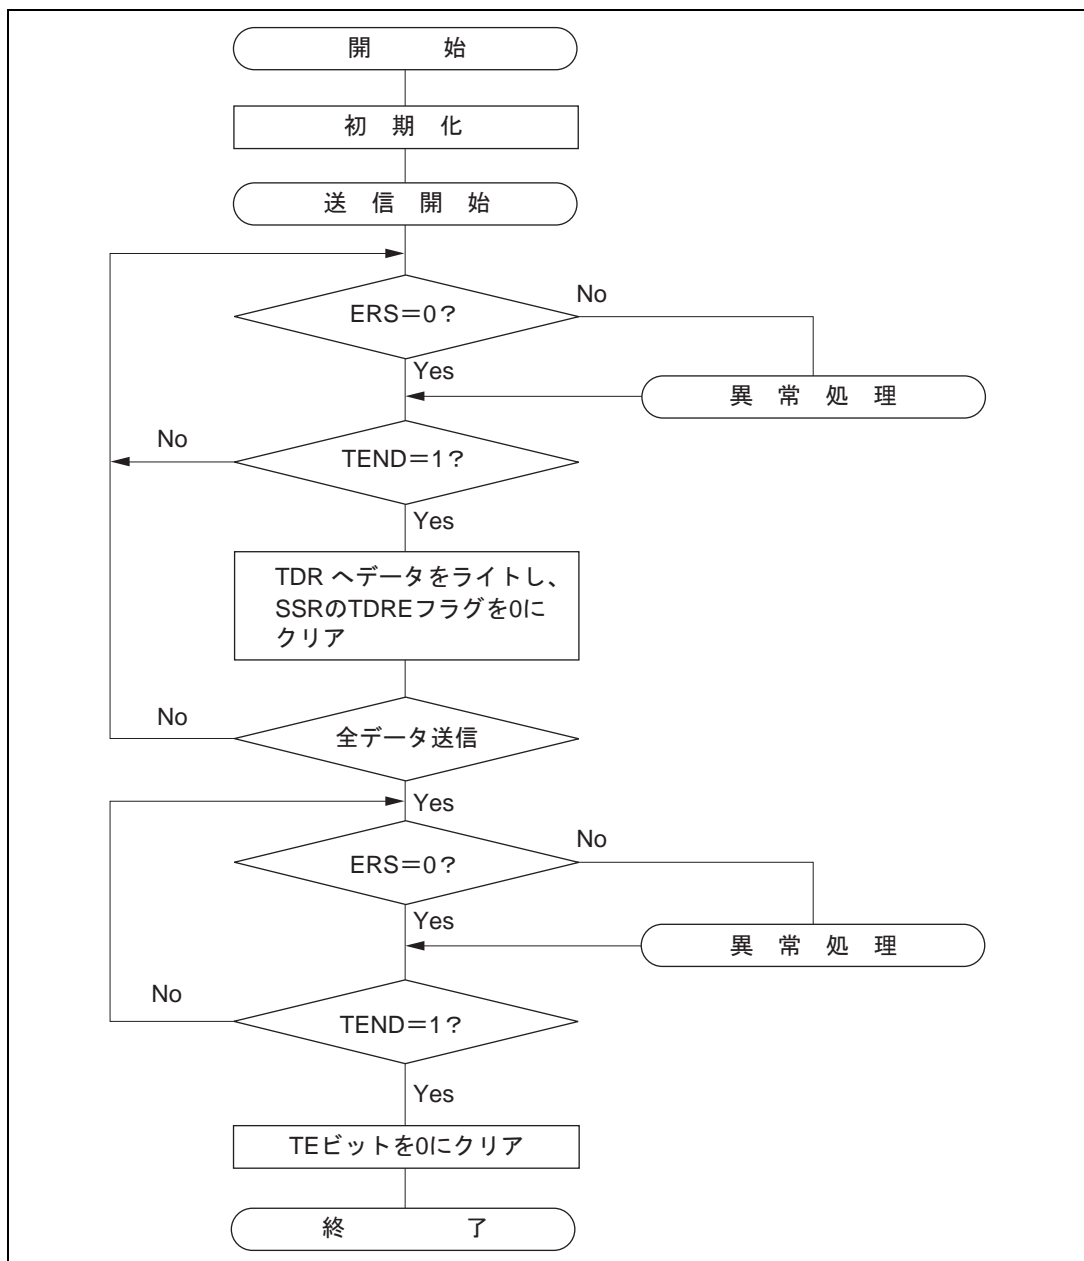 開 始
初 期 化
送 信 開 始
ERS＝0？
No
Yes
異 常 処 理
No
TEND＝1？
Yes
TDR へデータをライトし、
SSRのTDREフラグを0に
クリア
No
全データ送信
Yes
ERS＝0？
No
Yes
異 常 処 理
No
TEND＝1？
Yes
TEビットを0にクリア
終 了